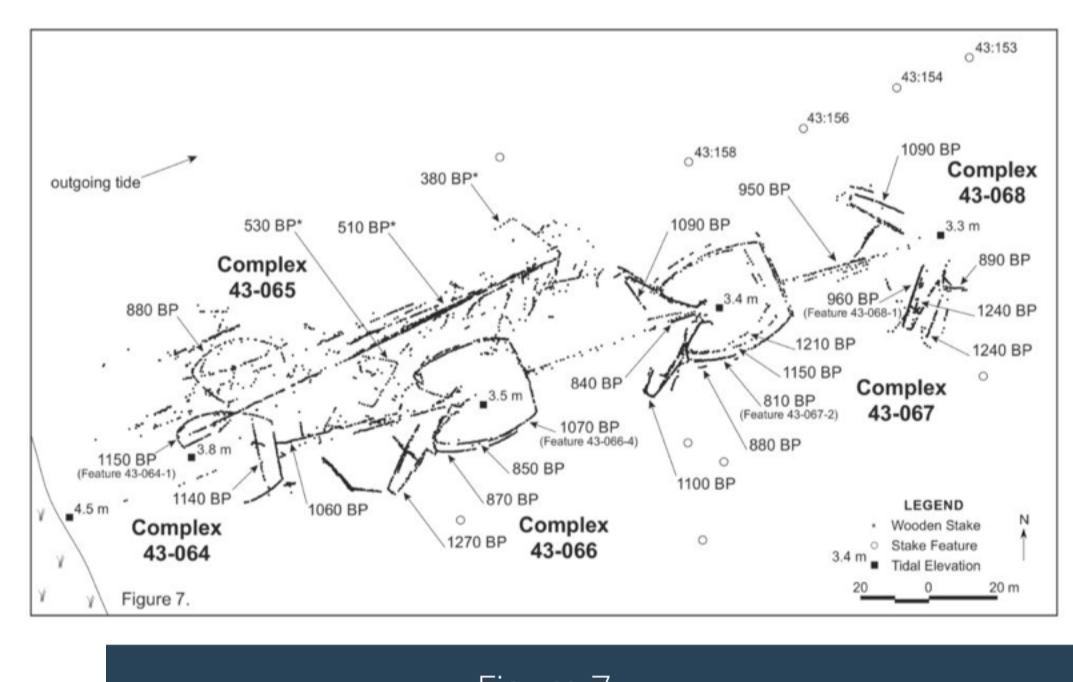 43:153
43:154
43:156
43:158
1090 BP
Complex
43-068
outgoing tide
380 BP*
950 BP
530 BP*
510 BP*
1090 BP
3.3 m
Complex
43-065
890 BP
880 BP
3.4 m
960 BP
(Feature 43-068-1)
1240 BP
1210 BP
1240 BP
840 BP
1150 BP
Complex
43-067
3.5 m
810 BP
(Feature 43-067-2)
1070 BP
(Feature 43-066-4)
880 BP
1150 BP
(Feature 43-064-1)
3.8 m
850 BP
1100 BP
1140 BP
870 BP
1060 BP
4.5 m
Complex
43-064
1270 BP
Complex
43-066
LEGEND
Wooden Stake
Stake Feature
3.4 m
Tidal Elevation
N
20 0 20 m
Figure 7.
Figure 7